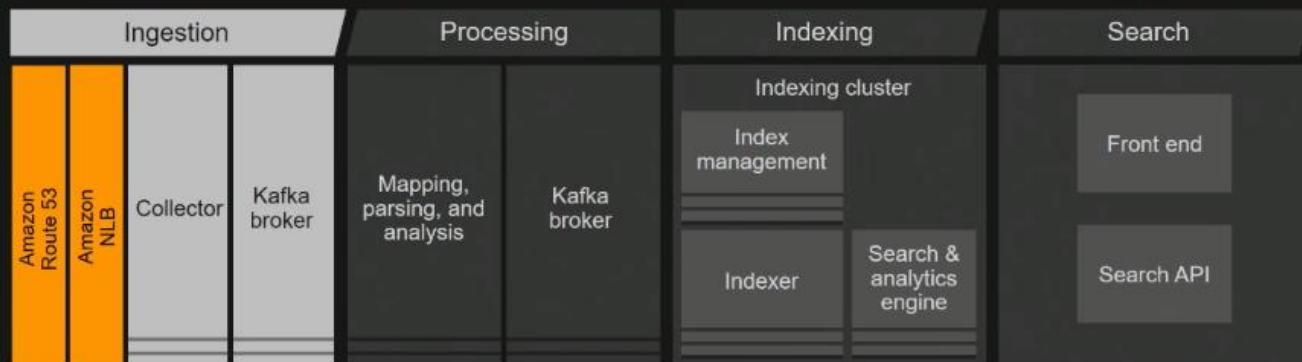 Ingestion
Processing
Indexing
Search
Amazon
Route 53
Amazon
NLB
Collector
Kafka
broker
Mapping,
parsing, and
analysis
Kafka
broker
Indexing cluster
Index
management
Indexer
Search &
analytics
engine
Front end
Search API